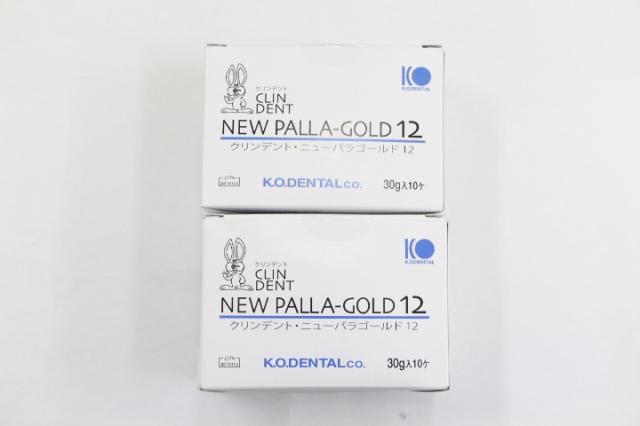 クリンデント
CLIN
DENT
KO
K.O.DENTAL
NEW PALLA-GOLD 12
クリンデント・ニューパラゴールド 12
JDTA
K.O.DENTAL CO.
30g入10ケ
クリンデント
CLIN
DENT
KO
K.O.DENTAL
NEW PALLA-GOLD 12
クリンデント・ニューパラゴールド 12
JDTA
K.O.DENTAL CO.
30g入10ケ